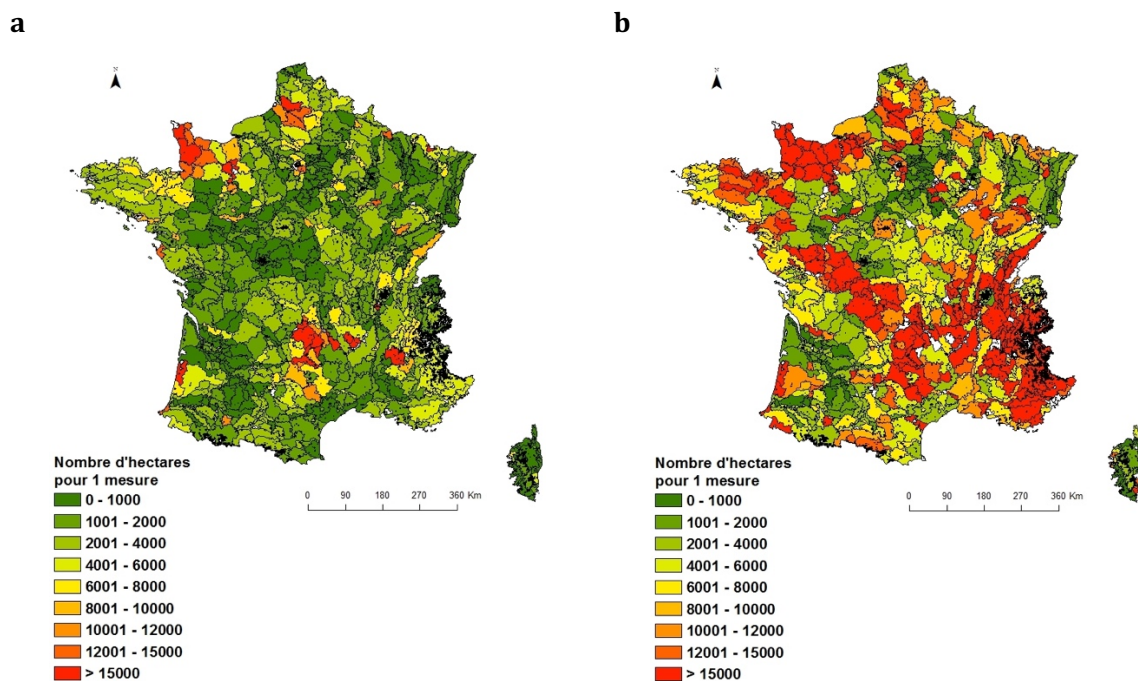 a
N
Nombre d'hectares
pour 1 mesure
0 - 1000
1001 - 2000
2001 - 4000
4001 - 6000
6001 - 8000
8001 - 10000
10001 - 12000
12001 - 15000
> 15000
0 90 180 270 360 Km
b
N
Nombre d'hectares
pour 1 mesure
0 - 1000
1001 - 2000
2001 - 4000
4001 - 6000
6001 - 8000
8001 - 10000
10001 - 12000
12001 - 15000
> 15000
0 90 180 270 360 Km